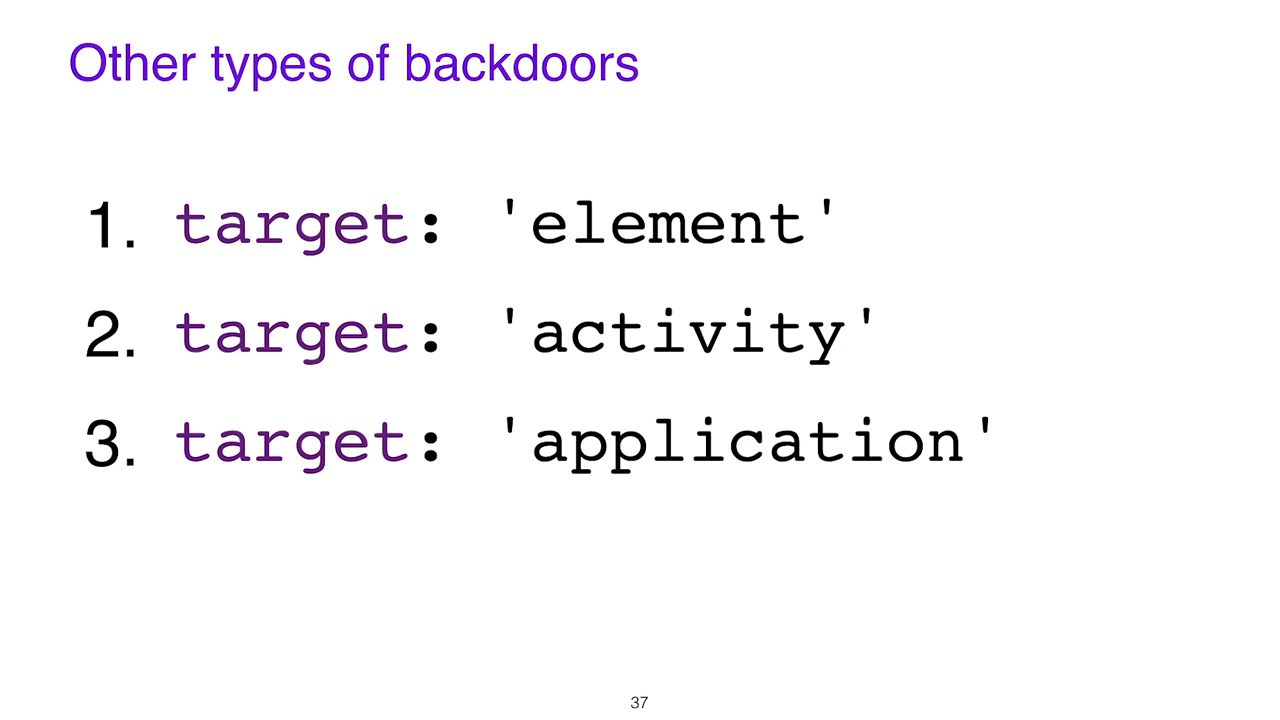 Other types of backdoors
1. target: 'element'
2. target: 'activity'
3. target: 'application'
37